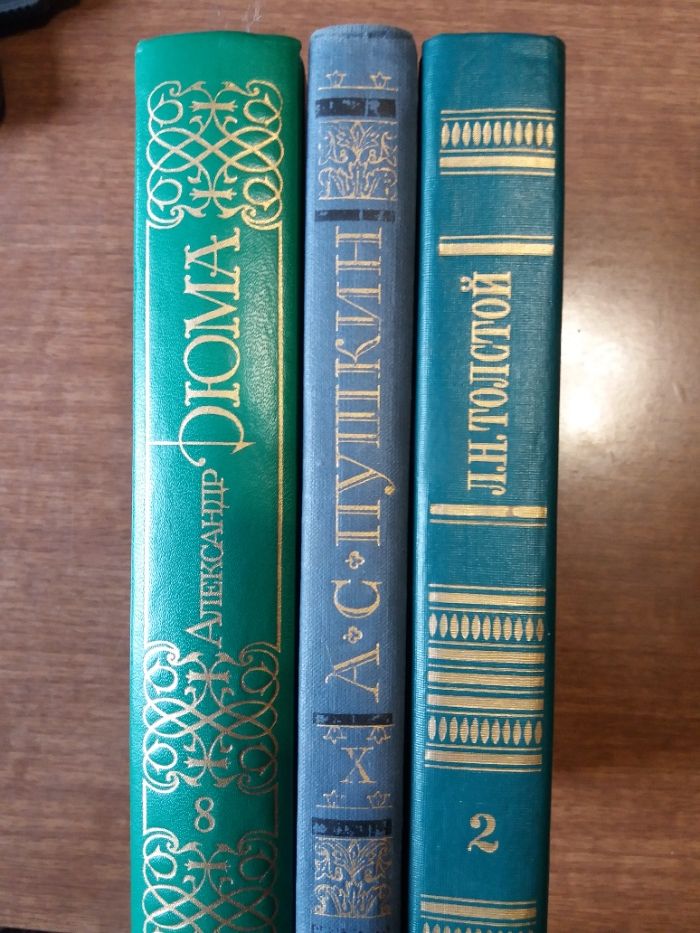 АЛЕКСАНДР ДЮМА
8
А·С·ПУШКИН
X
Л.Н.ТОЛСТОЙ
2